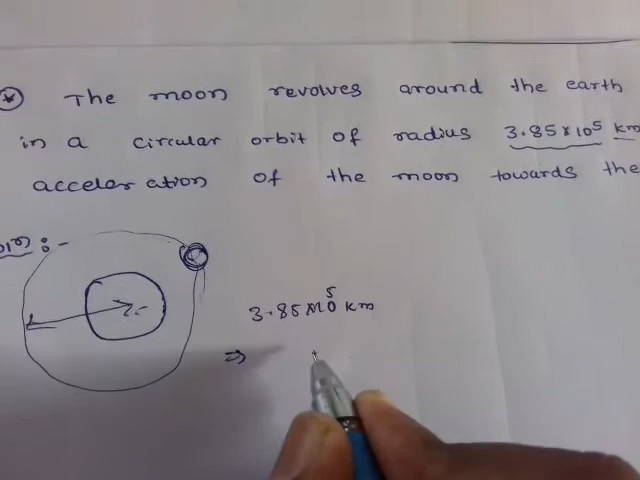 The moon revolves around the earth
in a circular orbit of radius 3.85×10⁵ km
acceleration of the moon towards the
:-
3.85×10⁵ km
⇒